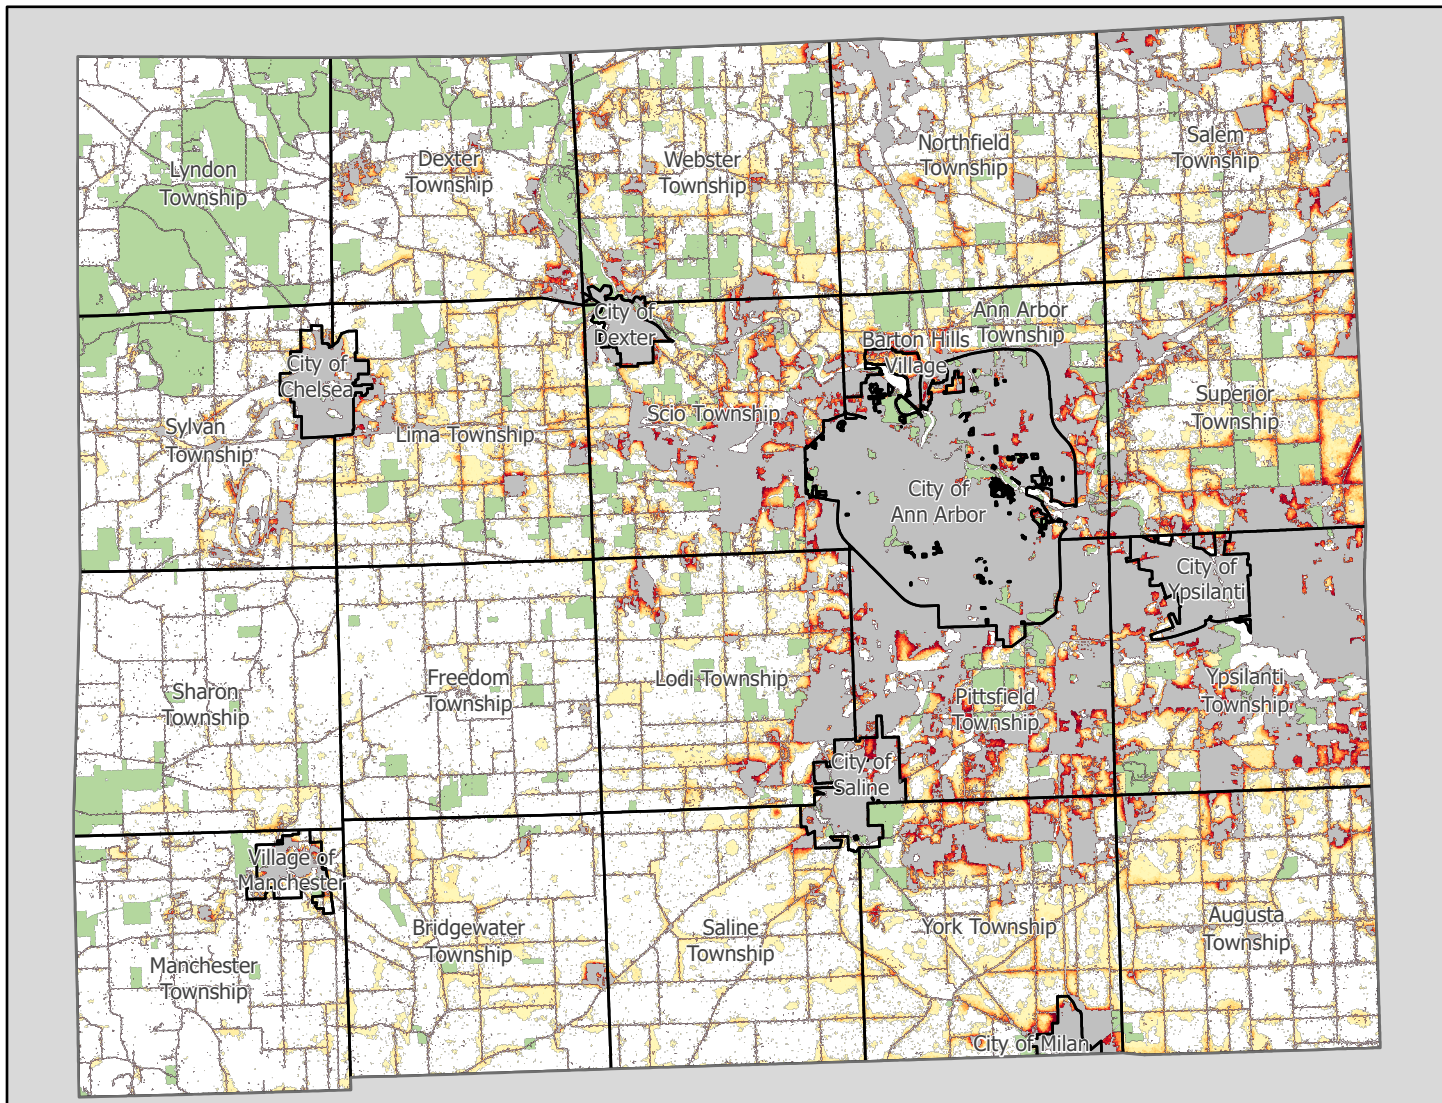 Lyndon
Township
Dexter
Township
Webster
Township
Northfield
Township
Salem
Township
City of
Chelsea
Sylvan
Township
Lima Township
City of
Dexter
Scio Township
Barton Hills
Village
Ann Arbor
Township
Superior
Township
City of
Ann Arbor
City of
Ypsilanti
Sharon
Township
Freedom
Township
Lodi Township
Pittsfield
Township
Ypsilanti
Township
City of
Saline
Village of
Manchester
Manchester
Township
Bridgewater
Township
Saline
Township
York Township
Augusta
Township
City of Milan